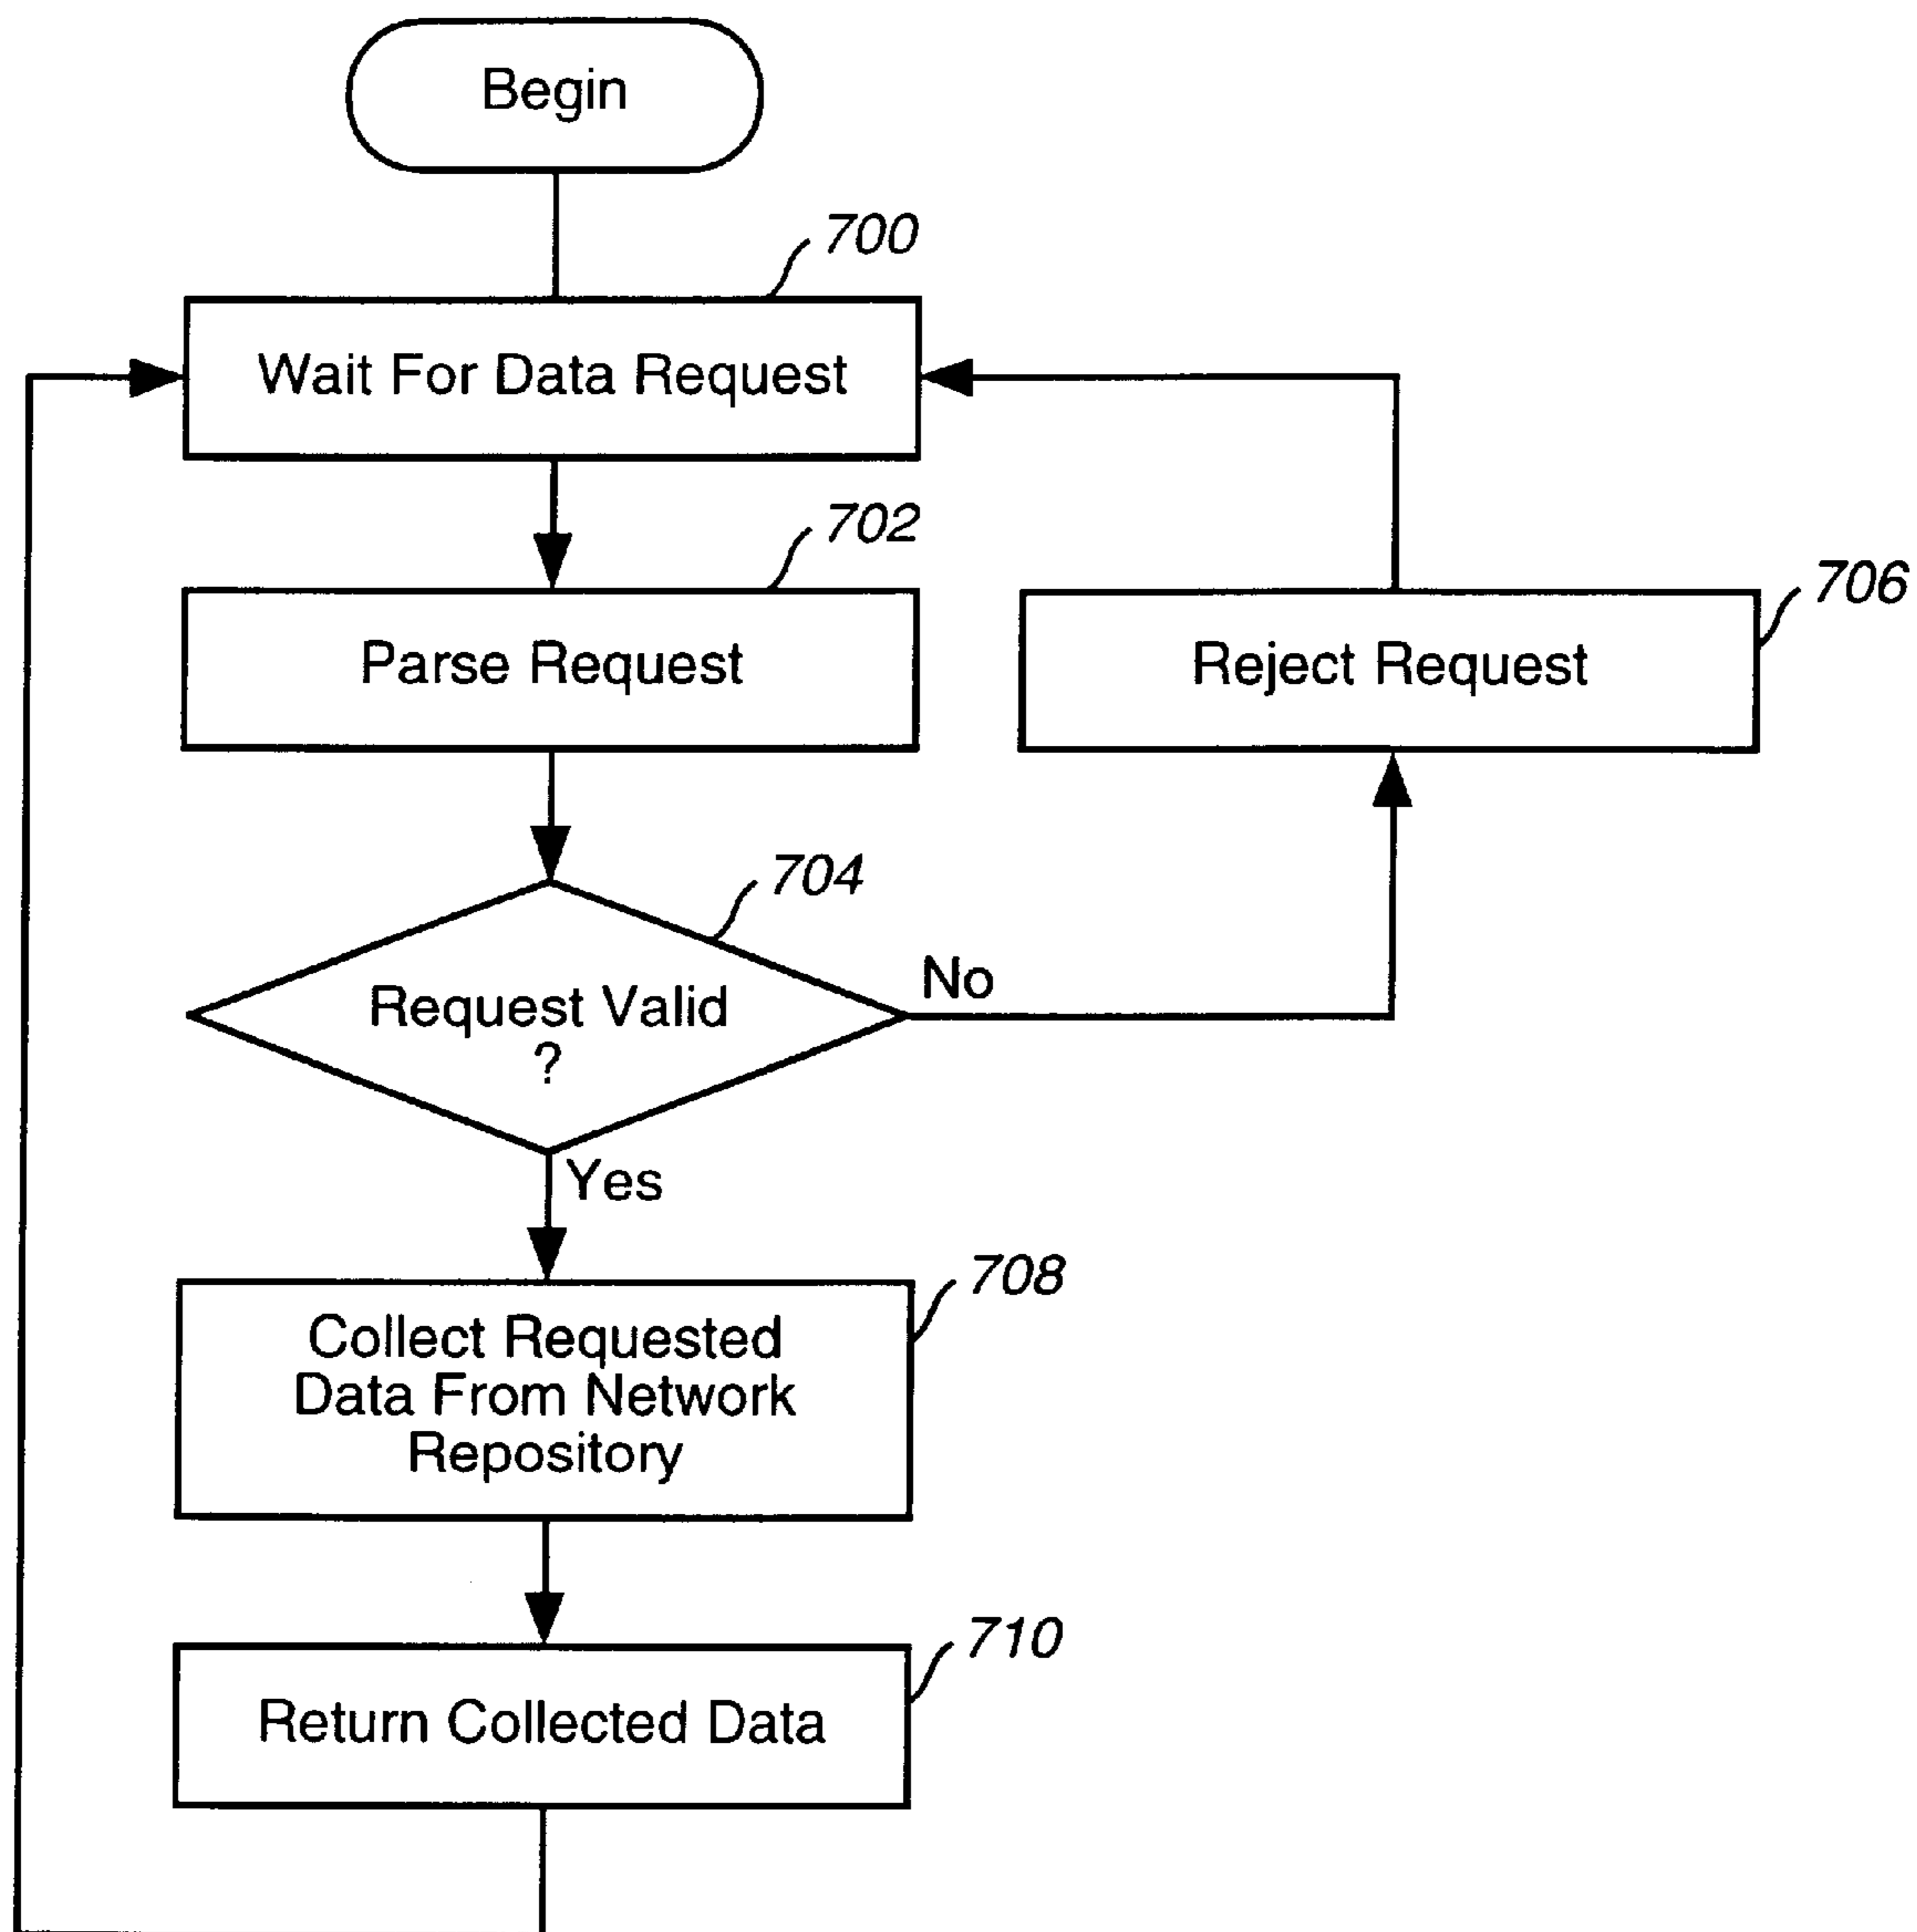 Begin
700
Wait For Data Request
702
Parse Request
706
Reject Request
704
Request Valid
?
No
Yes
708
Collect Requested
Data From Network
Repository
710
Return Collected Data